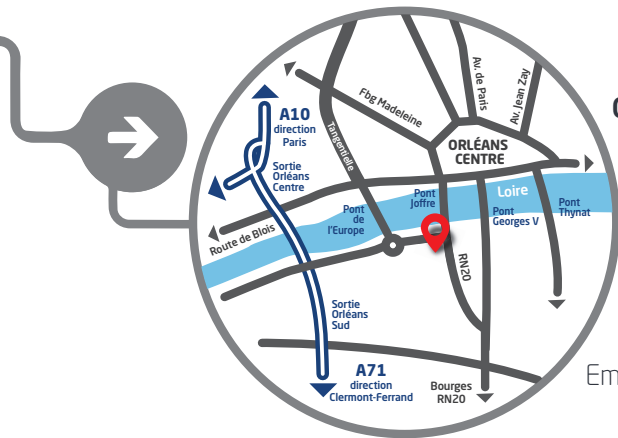 A10
direction
Paris
Sortie
Orléans
Centre
Fbg Madeleine
Tangentielle
Av. de Paris
Av. Jean Zay
ORLÉANS
CENTRE
Loire
Route de Blois
Pont
de
l'Europe
Pont
Joffre
Pont
Georges V
Pont
Thynat
RN20
Sortie
Orléans
Sud
A71
direction
Clermont-Ferrand
Bourges
RN20
Em